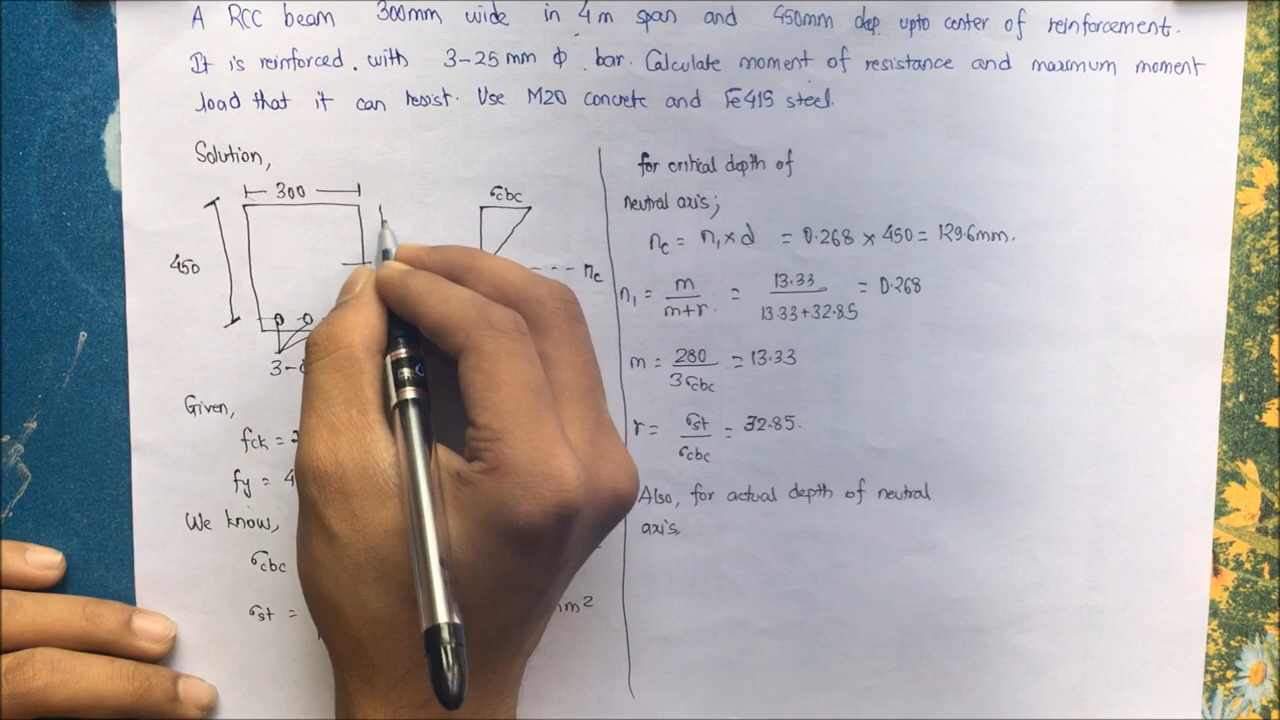 A RCC beam 300mm wide in 4m span and 450mm dep upto center of reinforcement.
It is reinforced. with 3-25mm ϕ bar. Calculate moment of resistance and maximum moment
load that it can resist. Use M20 concrete and Fe415 steel.
Solution,
300
450
3-
σcbc
nc
Given,
fck =
fy = 4
We know,
σcbc
σst =
mm2
for critical depth of
neutral axis;
nc = n1 × d = 0.268 × 450 = 129.6mm.
n1 = m/m+r. = 13.33/13.33+32.85 = 0.268
m = 280/3σcbc = 13.33
r = σst/σcbc = 32.85.
Also, for actual depth of neutral
axis,